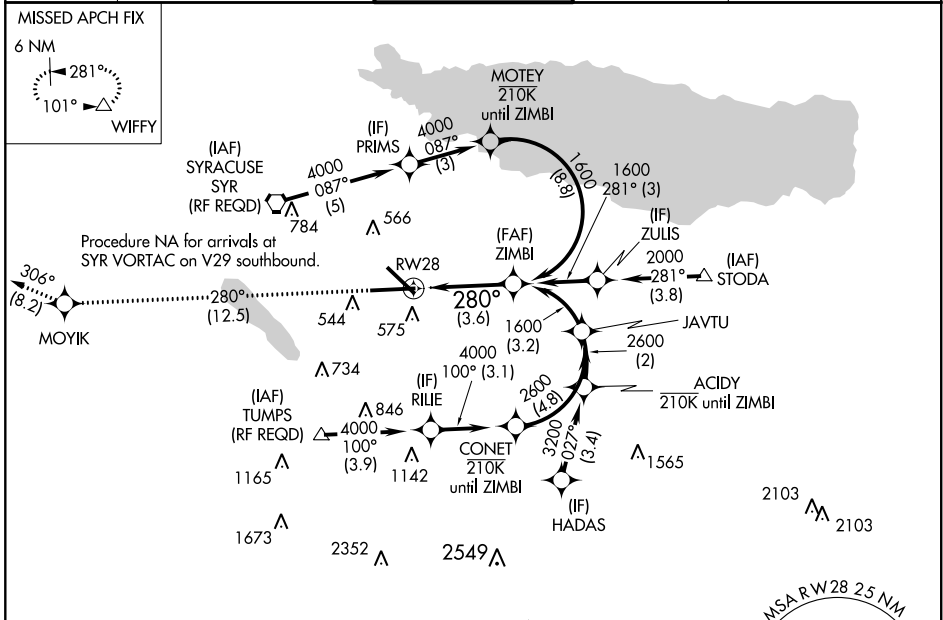 MISSED APCH FIX
6 NM
281°
101°
WIFFY
MOTEY
210K
until ZIMBI
(IF)
PRIMS
4000
087°
(3)
(IAF)
SYRACUSE
SYR
(RF REQD)
4000
087°
(5)
1600
(8.8)
1600
281° (3)
784
566
(IF)
ZULIS
Procedure NA for arrivals at
SYR VORTAC on V29 southbound.
(FAF)
ZIMBI
2000
281°
(3.8)
(IAF)
STODA
RW28
306°
(8.2)
MOYIK
280°
(12.5)
280°
(3.6)
544
575
1600
(3.2)
JAVTU
2600
(2)
4000
100° (3.1)
734
(IF)
RILIE
2600
(4.8)
ACIDY
210K until ZIMBI
(IAF)
TUMPS
(RF REQD)
846
4000
100°
(3.9)
CONET
210K
until ZIMBI
3200
027°
(3.4)
1165
1142
1565
(IF)
HADAS
1673
2352
2549
2103
2103
MSA RW28 25 NM